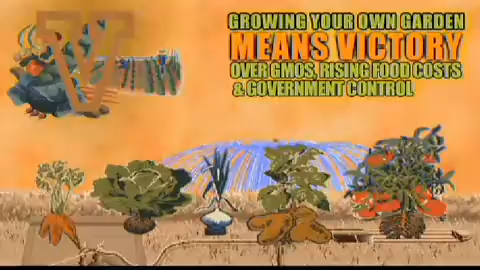 GROWING YOUR OWN GARDEN
MEANS VICTORY
OVER GMOS, RISING FOOD COSTS
& GOVERNMENT CONTROL
V